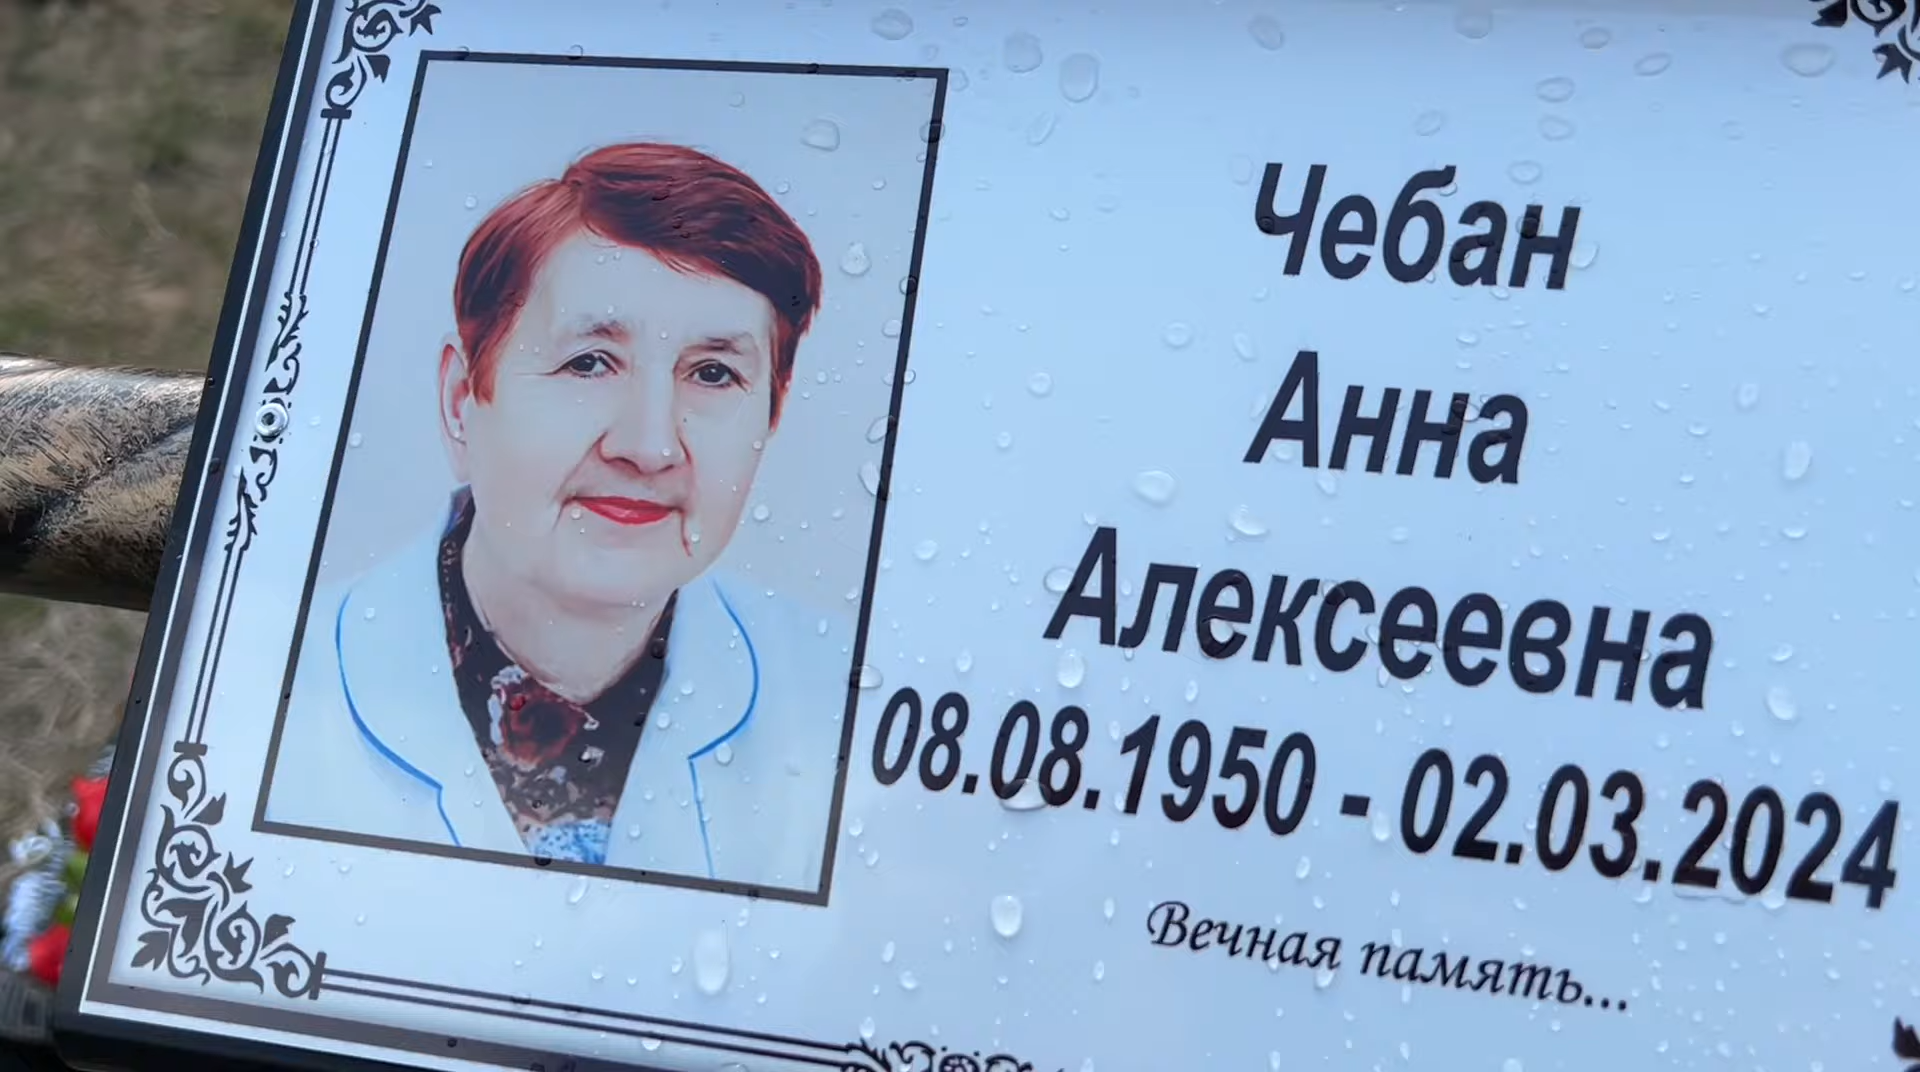 Чебан
Анна
Алексеевна
08.08.1950 - 02.03.2024
Вечная память...